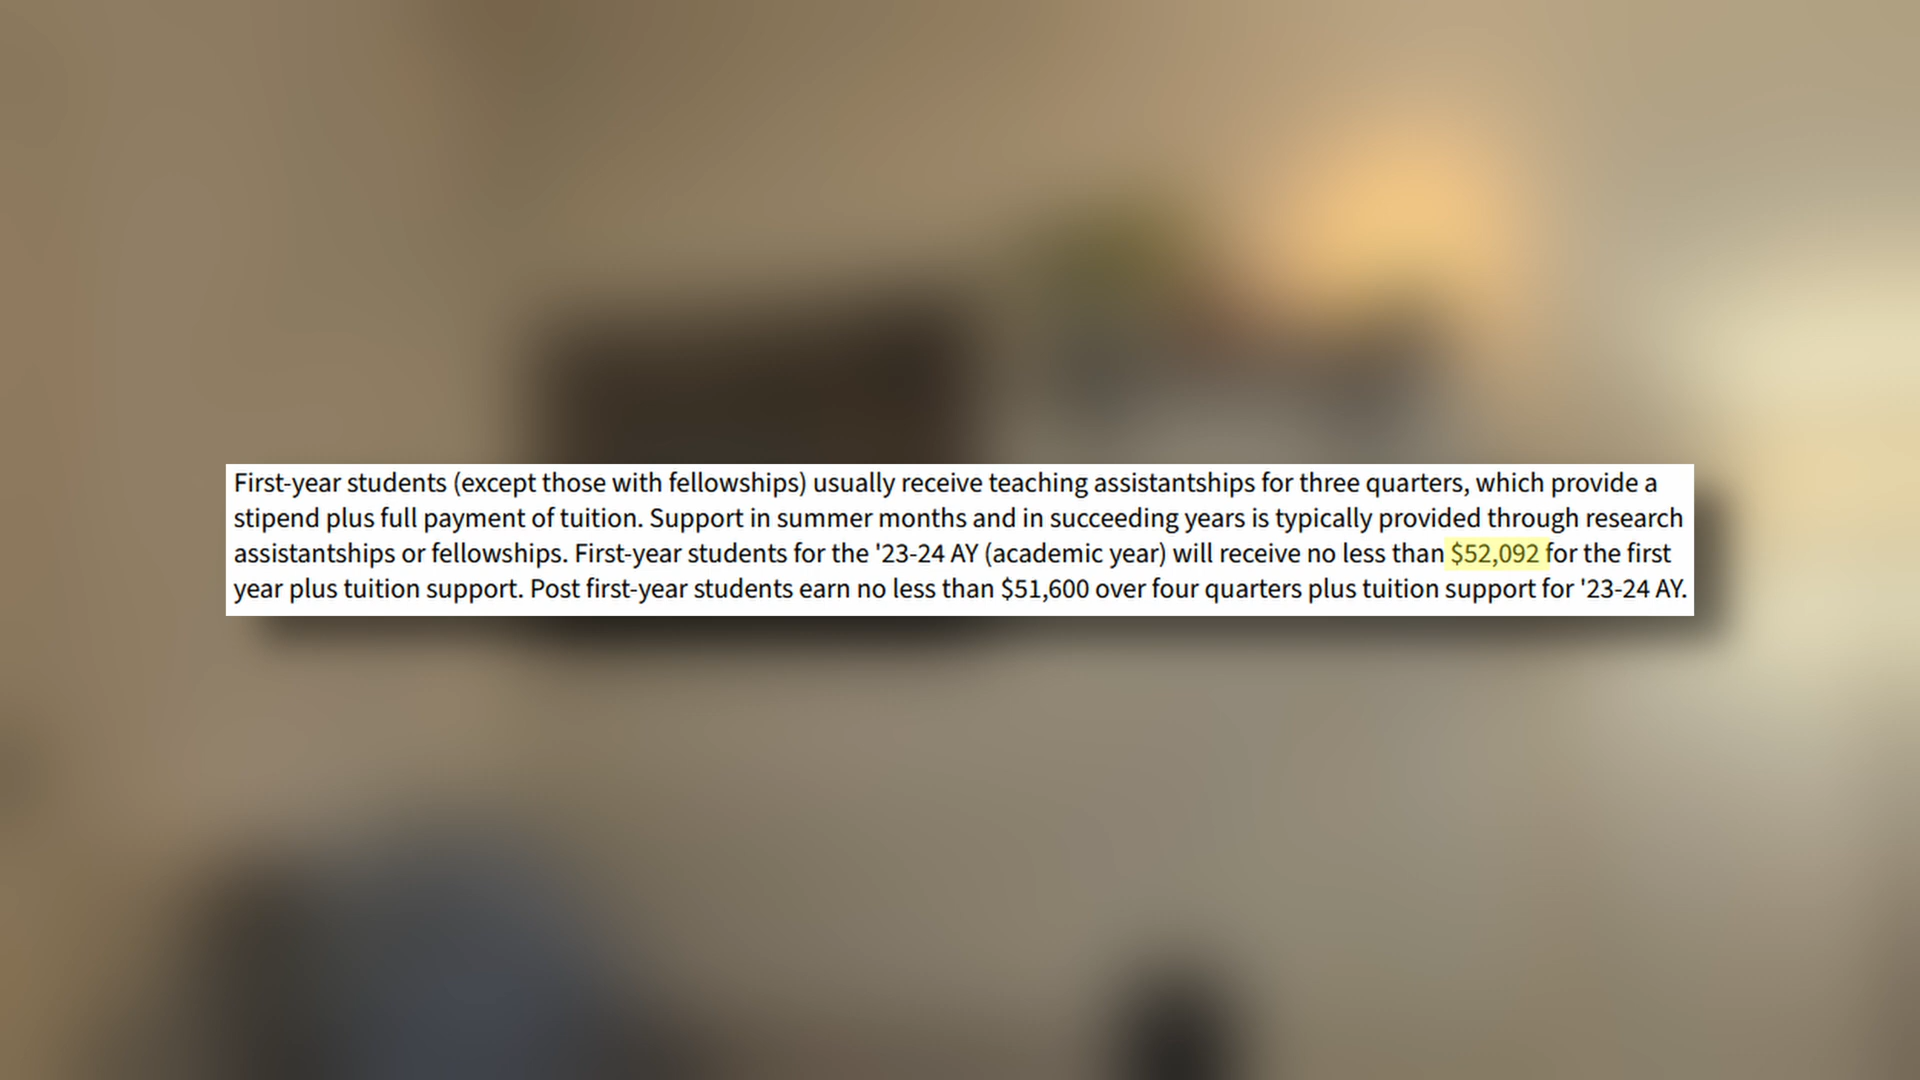 First-year students (except those with fellowships) usually receive teaching assistantships for three quarters, which provide a
stipend plus full payment of tuition. Support in summer months and in succeeding years is typically provided through research
assistantships or fellowships. First-year students for the '23-24 AY (academic year) will receive no less than $52,092 for the first
year plus tuition support. Post first-year students earn no less than $51,600 over four quarters plus tuition support for '23-24 AY.